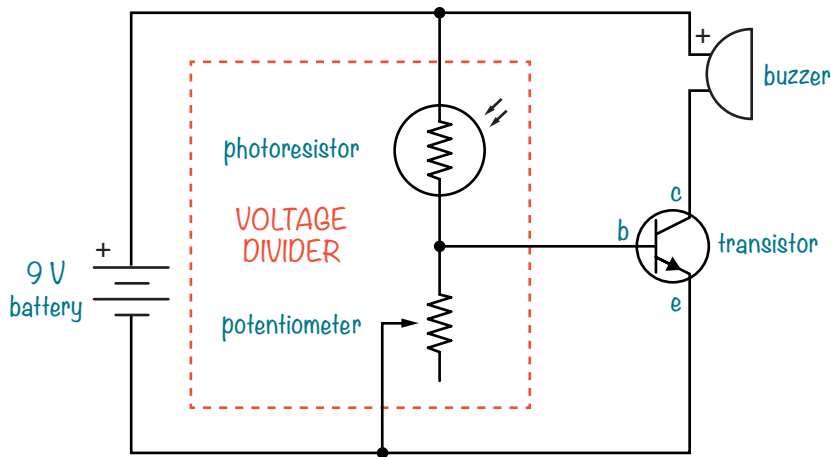 +
buzzer
photoresistor
c
VOLTAGE
DIVIDER
b
transistor
+
9 V
battery
e
potentiometer